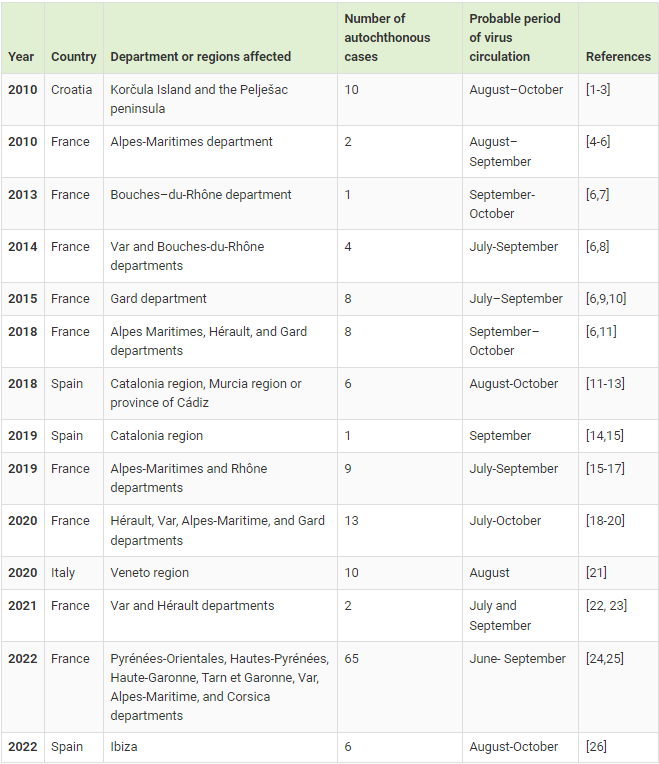 Year Country Department or regions affected Number of autochthonous cases Probable period of virus circulation References
2010 Croatia Korčula Island and the Pelješac peninsula 10 August–October [1-3]
2010 France Alpes-Maritimes department 2 August–September [4-6]
2013 France Bouches–du-Rhône department 1 September-October [6,7]
2014 France Var and Bouches-du-Rhône departments 4 July-September [6,8]
2015 France Gard department 8 July–September [6,9,10]
2018 France Alpes Maritimes, Hérault, and Gard departments 8 September–October [6,11]
2018 Spain Catalonia region, Murcia region or province of Cádiz 6 August-October [11-13]
2019 Spain Catalonia region 1 September [14,15]
2019 France Alpes-Maritimes and Rhône departments 9 July-September [15-17]
2020 France Hérault, Var, Alpes-Maritime, and Gard departments 13 July-October [18-20]
2020 Italy Veneto region 10 August [21]
2021 France Var and Hérault departments 2 July and September [22, 23]
2022 France Pyrénées-Orientales, Hautes-Pyrénées, Haute-Garonne, Tarn et Garonne, Var, Alpes-Maritime, and Corsica departments 65 June- September [24,25]
2022 Spain Ibiza 6 August-October [26]